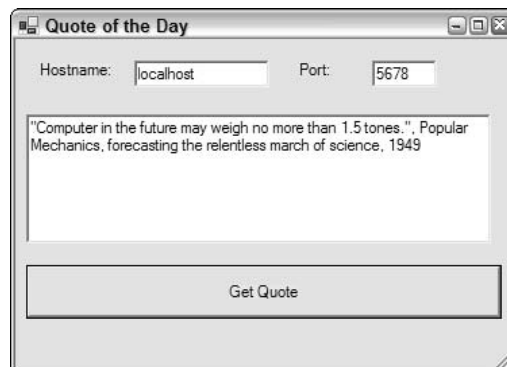 Quote of the Day
Hostname: localhost Port: 5678
"Computer in the future may weigh no more than 1.5 tones.", Popular
Mechanics, forecasting the relentless march of science, 1949
Get Quote